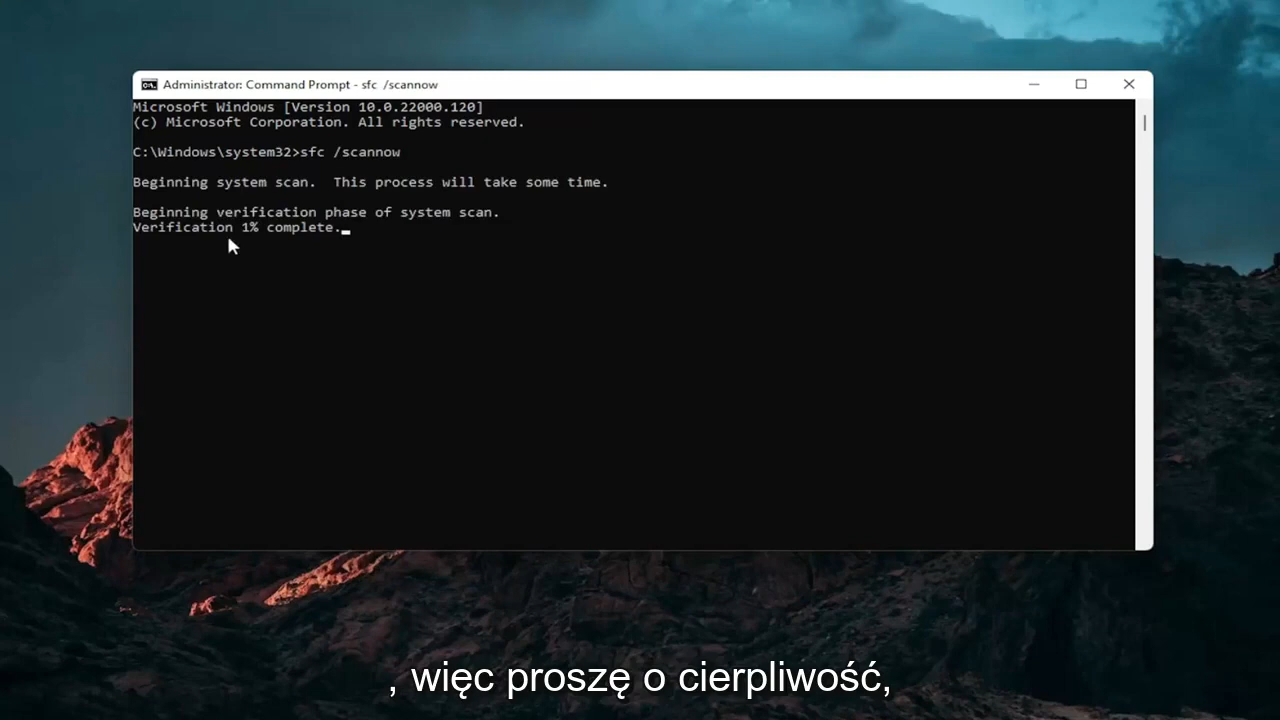 Administrator: Command Prompt - sfc /scannow
Microsoft Windows [Version 10.0.22000.120]
(c) Microsoft Corporation. All rights reserved.
C:\Windows\system32>sfc /scannow
Beginning system scan.  This process will take some time.
Beginning verification phase of system scan.
Verification 1% complete.
, więc proszę o cierpliwość,